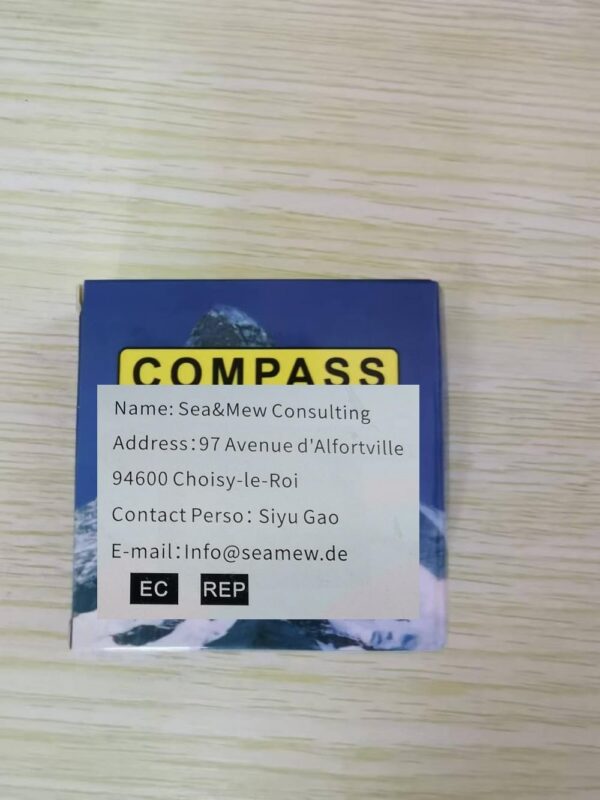 COMPASS
Name: Sea&Mew Consulting
Address:97 Avenue d'Alfortville
94600 Choisy-le-Roi
Contact Perso: Siyu Gao
E-mail:Info@seamew.de
EC REP